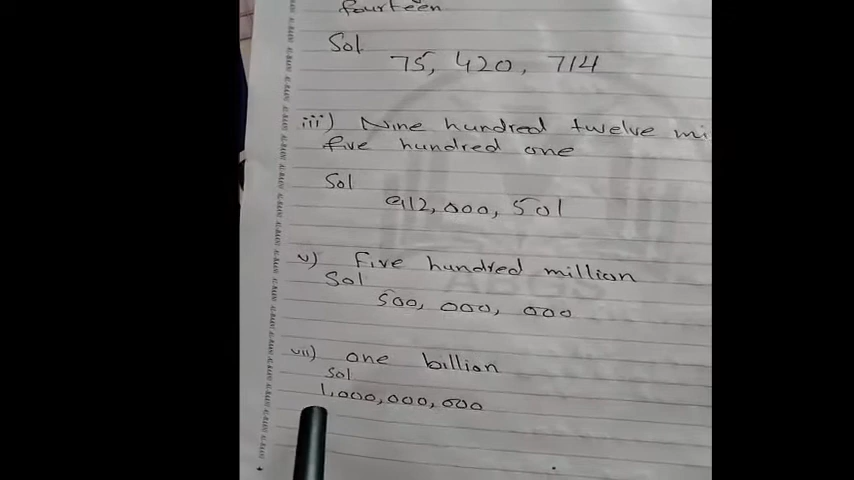 fourteen
Sol
75, 420, 714
iii) Nine hundred twelve mi
five hundred one
Sol
912,000, 501
v) Five hundred million
Sol
500, 000, 000
vii) one billion
Sol
1,000,000,000